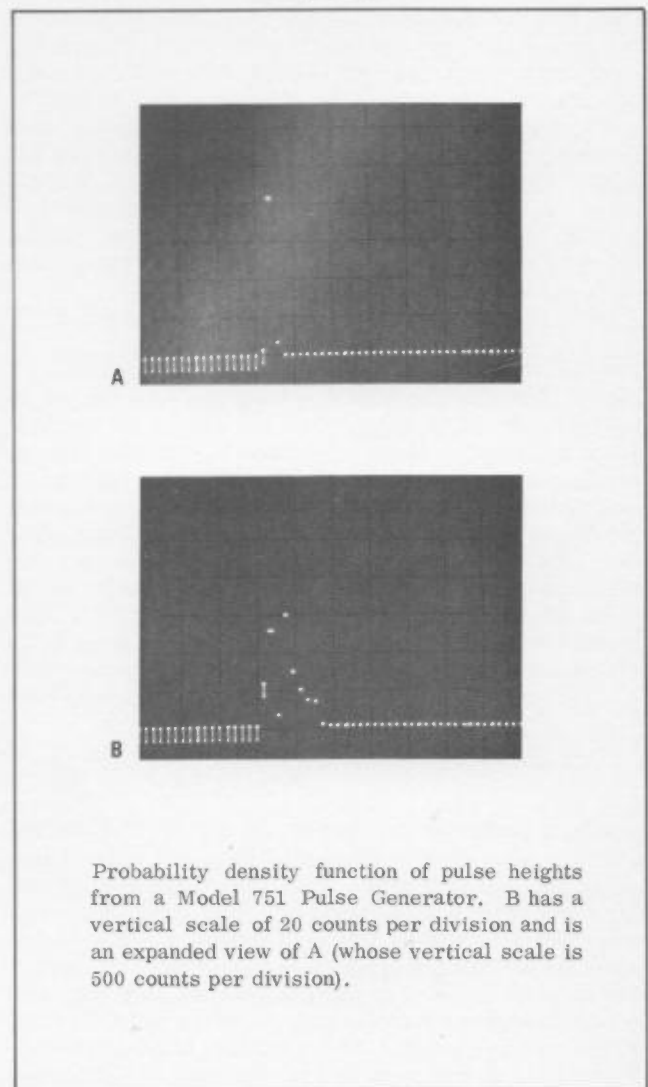 A
B
Probability density function of pulse heights
from a Model 751 Pulse Generator. B has a
vertical scale of 20 counts per division and is
an expanded view of A (whose vertical scale is
500 counts per division).